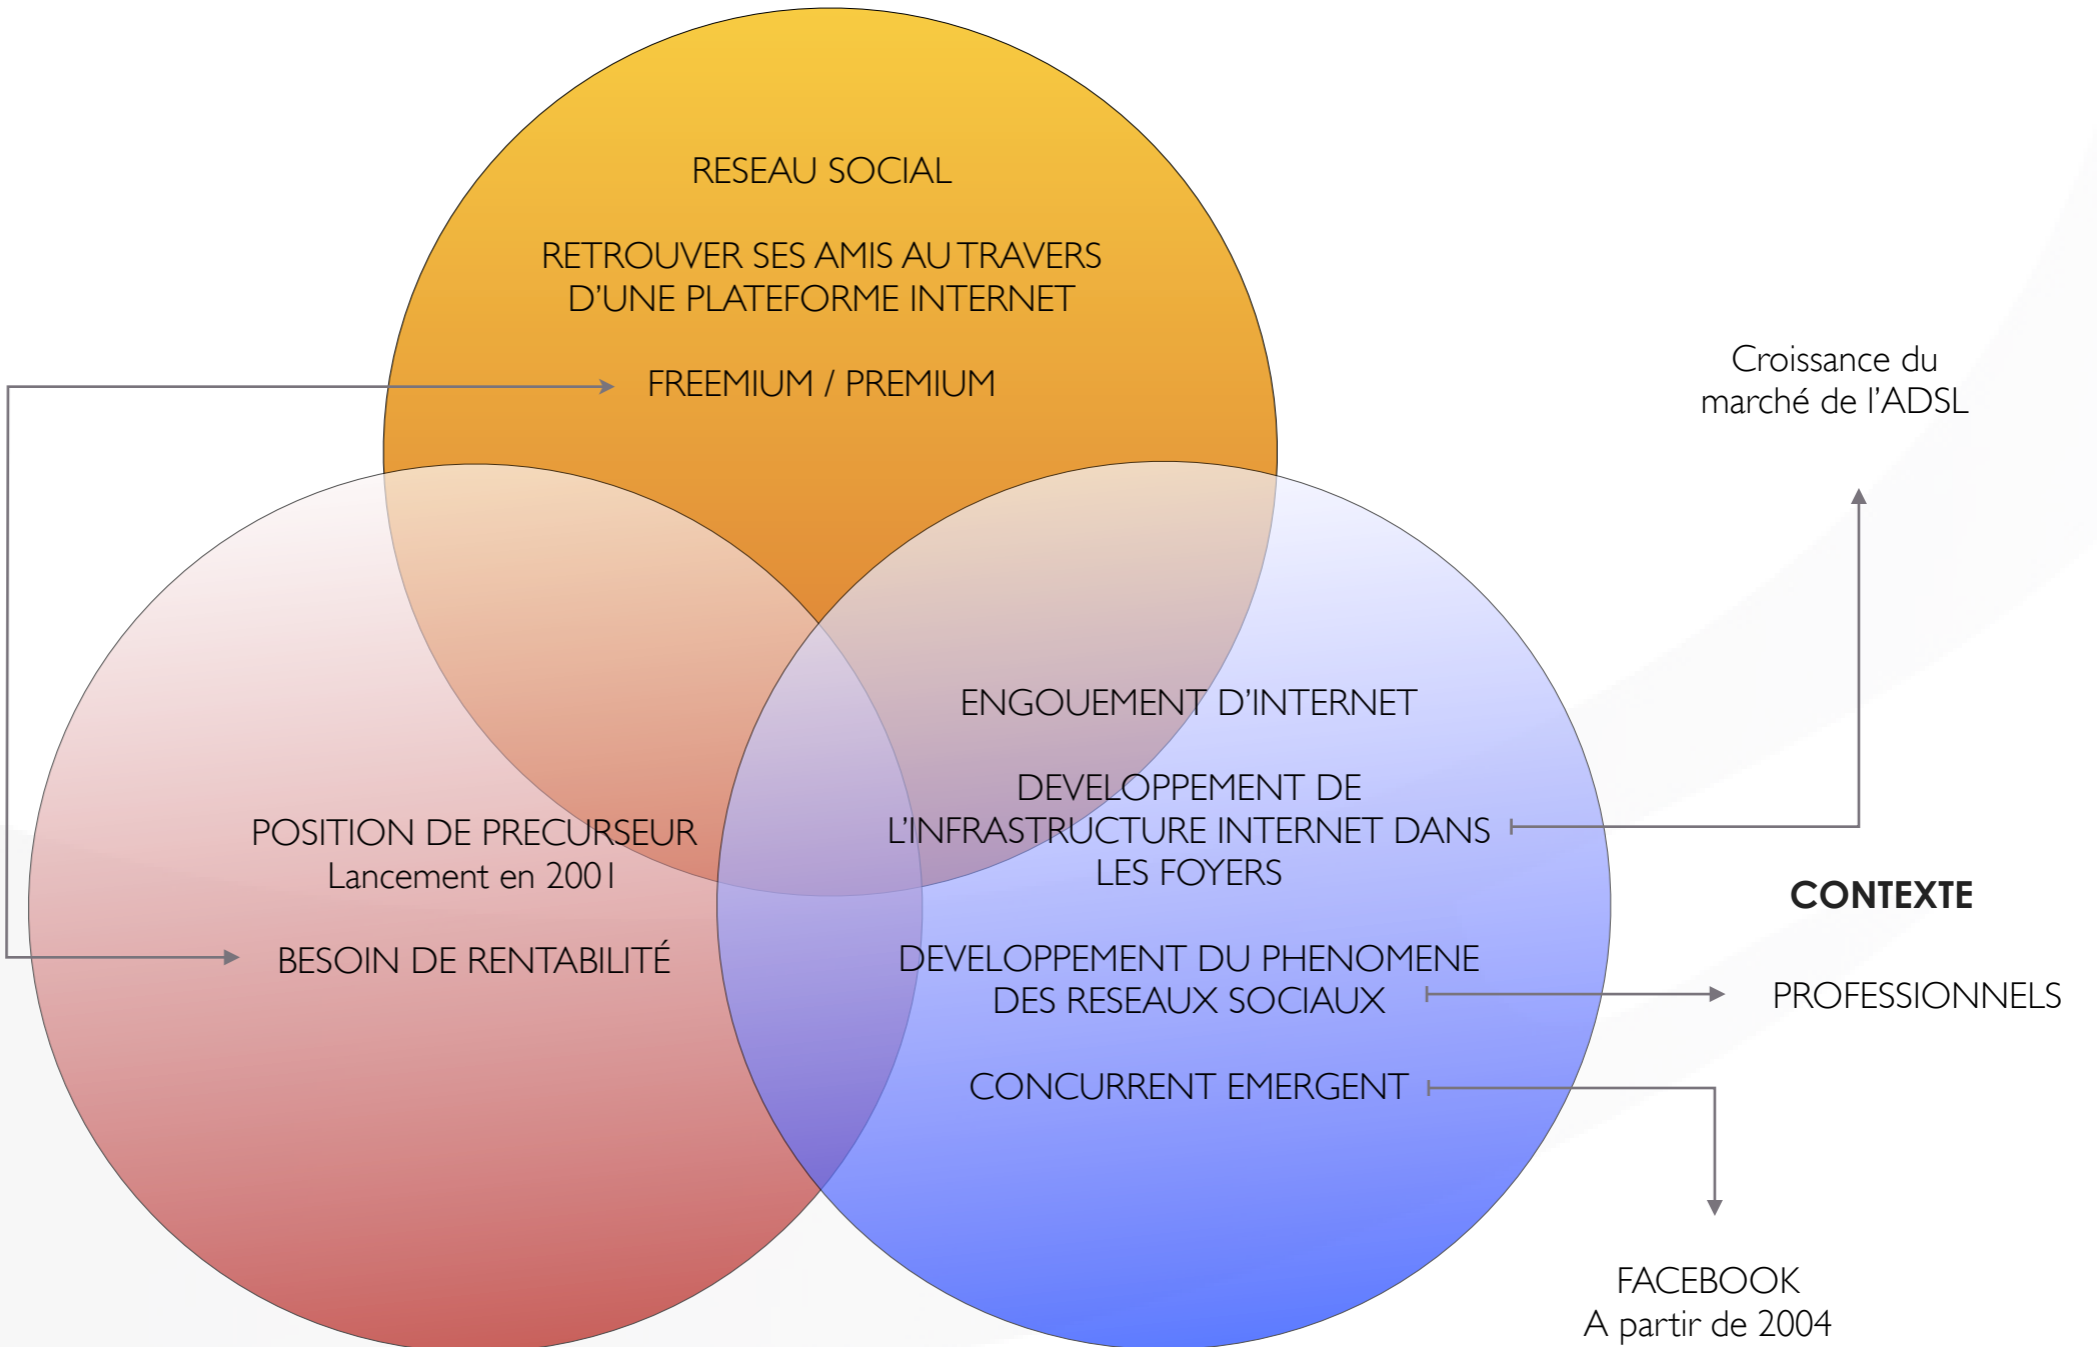 RESEAU SOCIAL
RETROUVER SES AMIS AU TRAVERS
D'UNE PLATEFORME INTERNET
FREEMIUM / PREMIUM
Croissance du
marché de l'ADSL
POSITION DE PRECURSEUR
Lancement en 2001
BESOIN DE RENTABILITÉ
ENGOUEMENT D'INTERNET
DEVELOPPEMENT DE
L'INFRASTRUCTURE INTERNET DANS
LES FOYERS
DEVELOPPEMENT DU PHENOMENE
DES RESEAUX SOCIAUX
CONCURRENT EMERGENT
CONTEXTE
PROFESSIONNELS
FACEBOOK
A partir de 2004